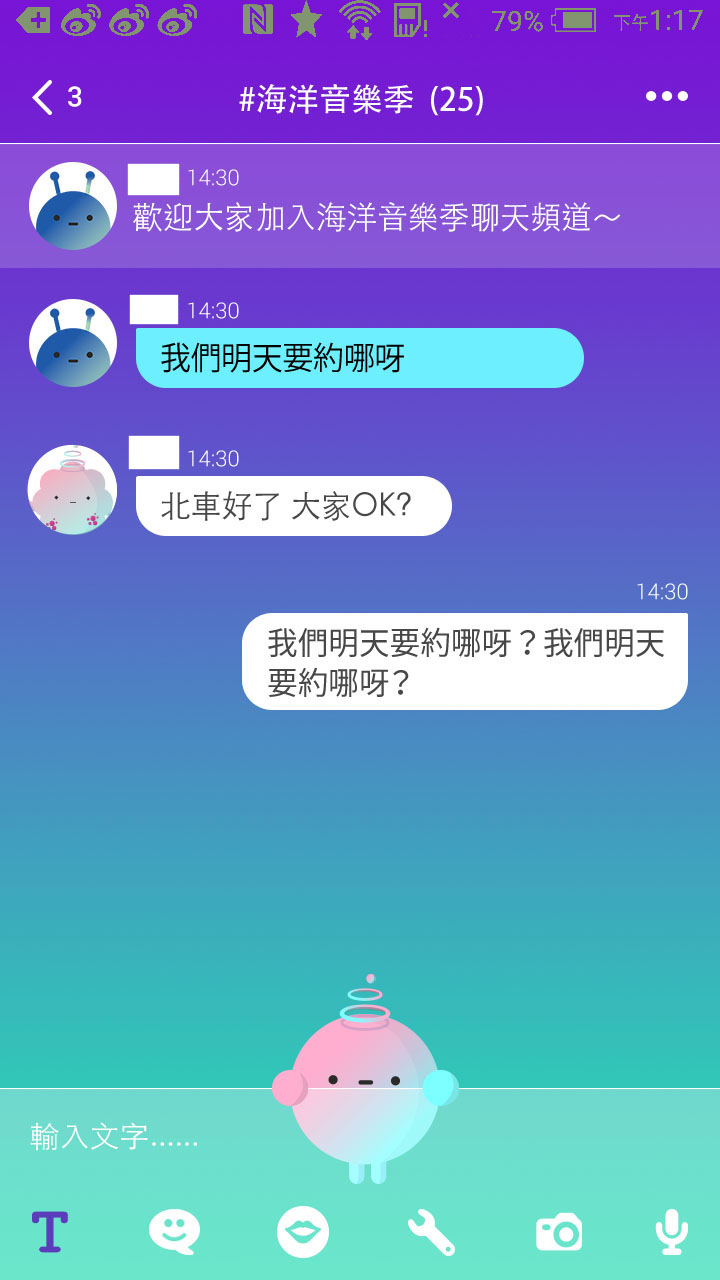 79% 下午1:17
3 #海洋音樂季 (25)
14:30
歡迎大家加入海洋音樂季聊天頻道～
14:30
我們明天要約哪呀
14:30
北車好了 大家OK?
14:30
我們明天要約哪呀？我們明天
要約哪呀?
輸入文字......
T